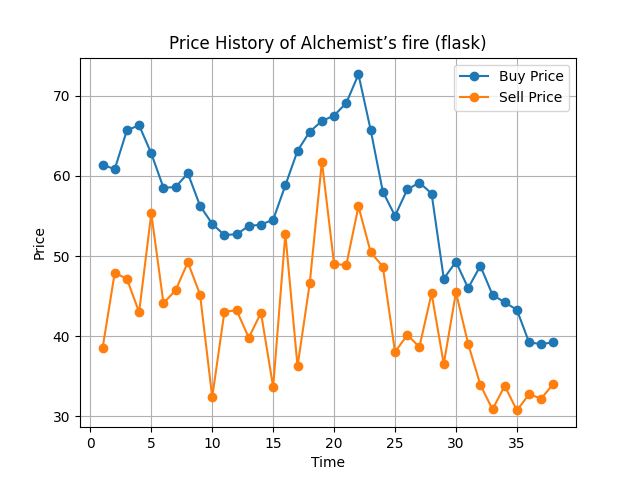 Price History of Alchemist’s fire (flask)
Buy Price
Sell Price
Price
70
60
50
40
30
0 5 10 15 20 25 30 35
Time